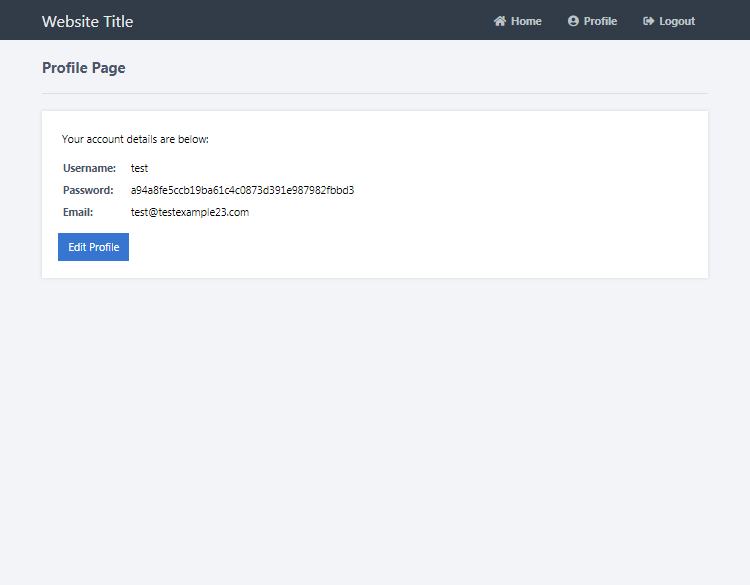 Website Title
Home Profile Logout
Profile Page
Your account details are below:
Username: test
Password: a94a8fe5ccb19ba61c4c0873d391e987982fbbd3
Email: test@testexample23.com
Edit Profile